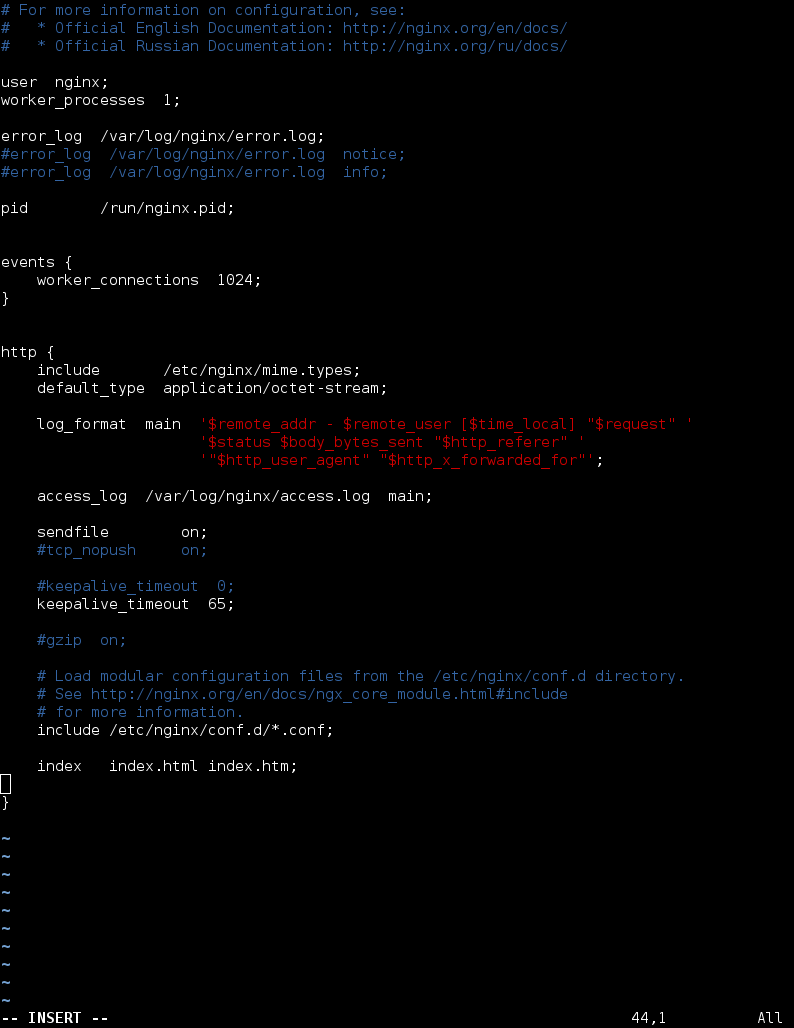 # For more information on configuration, see:
#   * Official English Documentation: http://nginx.org/en/docs/
#   * Official Russian Documentation: http://nginx.org/ru/docs/
user  nginx;
worker_processes  1;
error_log  /var/log/nginx/error.log;
#error_log  /var/log/nginx/error.log  notice;
#error_log  /var/log/nginx/error.log  info;
pid        /run/nginx.pid;
events {
    worker_connections  1024;
}
http {
    include       /etc/nginx/mime.types;
    default_type  application/octet-stream;
    log_format  main  '$remote_addr - $remote_user [$time_local] "$request" '
                      '$status $body_bytes_sent "$http_referer" '
                      '"$http_user_agent" "$http_x_forwarded_for"';
    access_log  /var/log/nginx/access.log  main;
    sendfile        on;
    #tcp_nopush     on;
    #keepalive_timeout  0;
    keepalive_timeout  65;
    #gzip  on;
    # Load modular configuration files from the /etc/nginx/conf.d directory.
    # See http://nginx.org/en/docs/ngx_core_module.html#include
    # for more information.
    include /etc/nginx/conf.d/*.conf;
    index   index.html index.htm;
}
~
~
~
~
~
~
~
~
~
~
-- INSERT --                                                          44,1          All